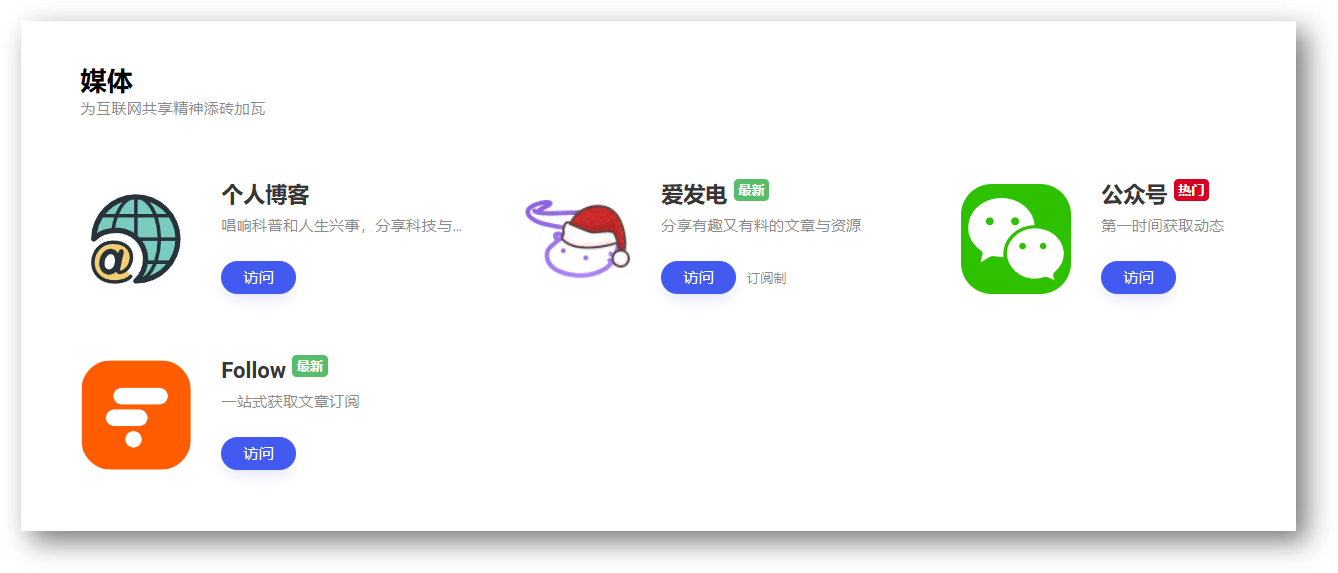 媒体
为互联网共享精神添砖加瓦
个人博客
唱响科普和人生兴事，分享科技与...
访问
爱发电 最新
分享有趣又有料的文章与资源
访问 订阅制
公众号 热门
第一时间获取动态
访问
Follow 最新
一站式获取文章订阅
访问